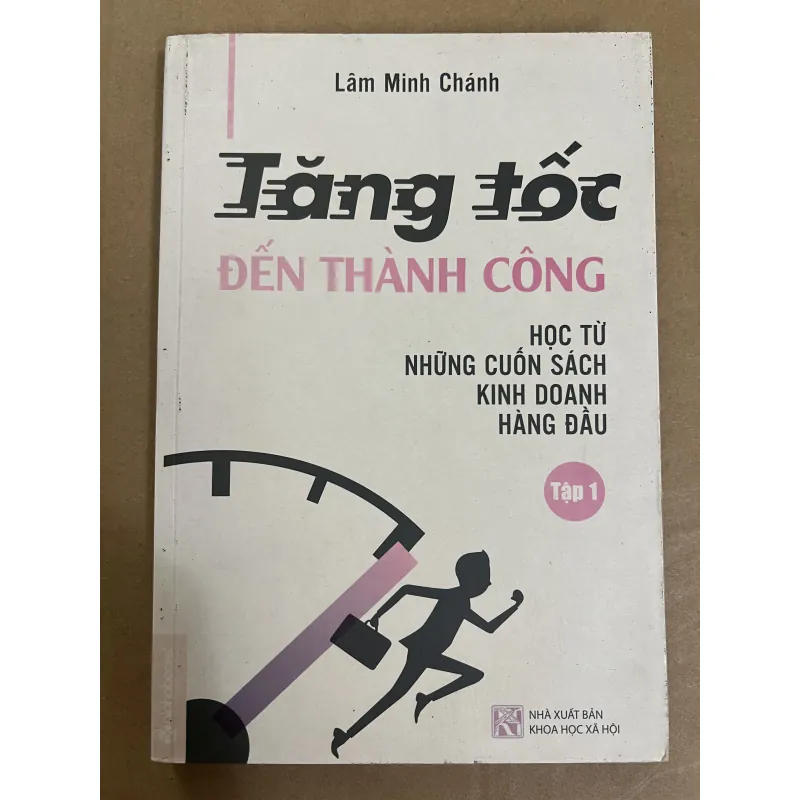 Lâm Minh Chánh
Tăng tốc
ĐẾN THÀNH CÔNG
HỌC TỪ
NHỮNG CUỐN SÁCH
KINH DOANH
HÀNG ĐẦU
Tập 1
NHÀ XUẤT BẢN
KHOA HỌC XÃ HỘI